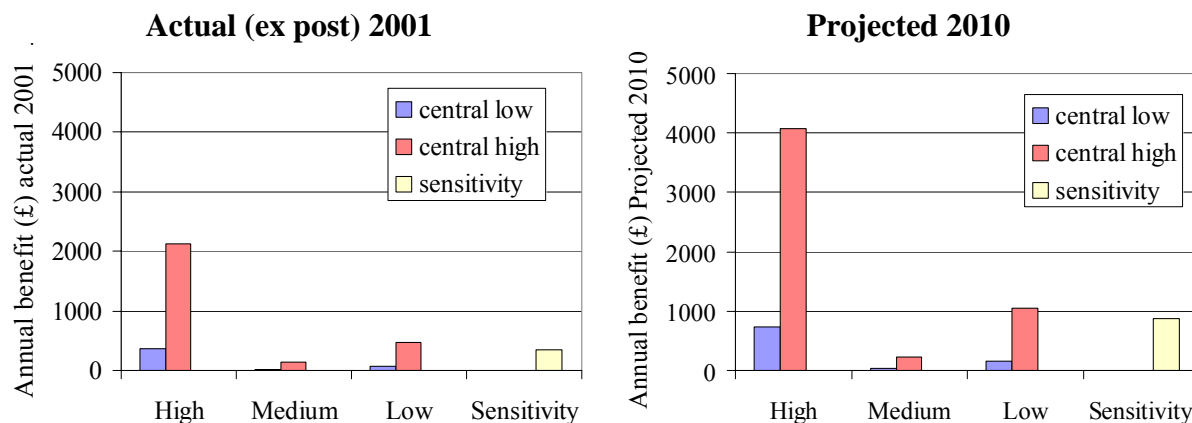 Actual (ex post) 2001
Annual benefit (£) actual 2001 .
5000
4000
3000
2000
1000
0
central low
central high
sensitivity
High Medium Low Sensitivity
Projected 2010
Annual benefit (£) Projected 2010
5000
4000
3000
2000
1000
0
central low
central high
sensitivity
High Medium Low Sensitivity